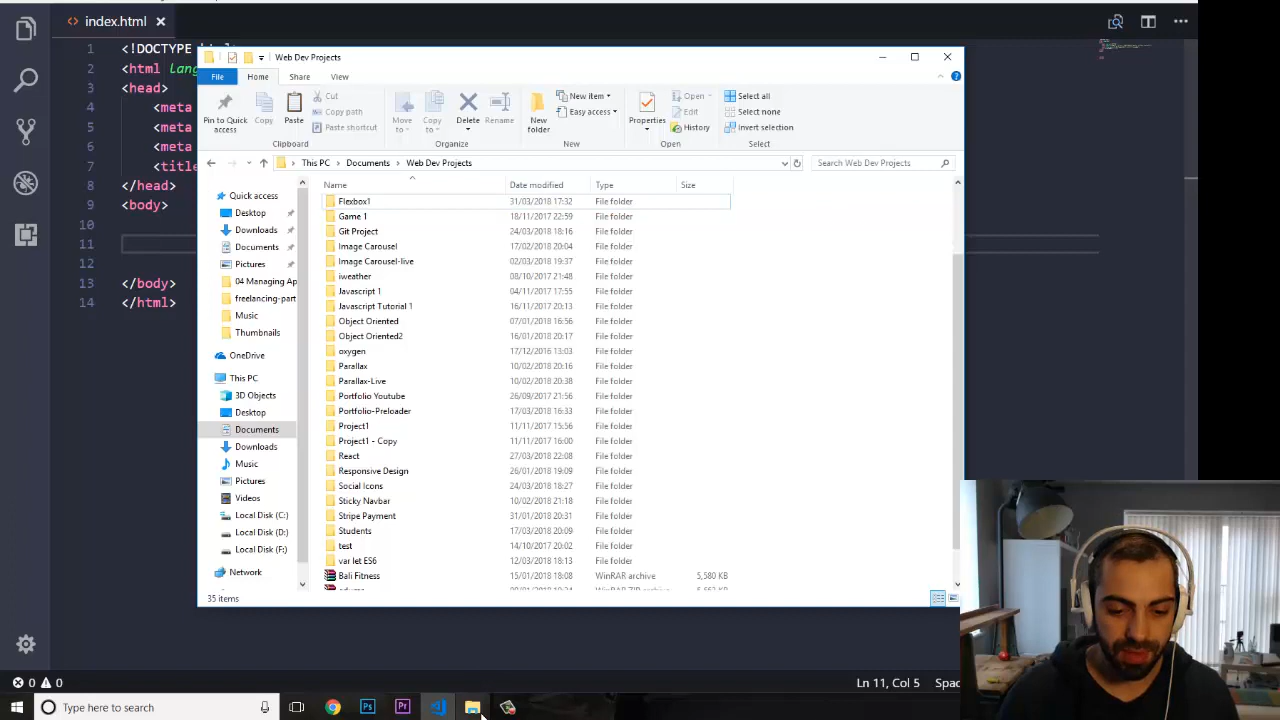 index.html
1 <!DOCTYPE
2 <html lang
3 <head>
4 <meta
5 <meta
6 <meta
7 <title
8 </head>
9 <body>
10
11
12
13 </body>
14 </html>
Web Dev Projects
File Home Share View
Pin to Quick access
Copy
Paste
Cut
Copy path
Paste shortcut
Clipboard
Move to
Copy to
Delete
Rename
Organize
New folder
New item
Easy access
New
Properties
Open
Edit
History
Open
Select all
Select none
Invert selection
Select
This PC Documents Web Dev Projects
Search Web Dev Projects
Quick access
Desktop
Downloads
Documents
Pictures
04 Managing Ap
freelancing-part
Music
Thumbnails
OneDrive
This PC
3D Objects
Desktop
Documents
Downloads
Music
Pictures
Videos
Local Disk (C:)
Local Disk (D:)
Local Disk (F:)
Network
Name Date modified Type Size
Flexbox1 31/03/2018 17:32 File folder
Game 1 18/11/2017 22:59 File folder
Git Project 24/03/2018 18:16 File folder
Image Carousel 17/02/2018 20:04 File folder
Image Carousel-live 02/03/2018 19:37 File folder
iweather 08/10/2017 21:48 File folder
Javascript 1 04/11/2017 17:55 File folder
Javascript Tutorial 1 16/11/2017 20:13 File folder
Object Oriented 07/01/2018 16:56 File folder
Object Oriented2 16/01/2018 20:17 File folder
oxygen 17/12/2016 13:03 File folder
Parallax 10/02/2018 20:16 File folder
Parallax-Live 10/02/2018 20:38 File folder
Portfolio Youtube 26/09/2017 21:56 File folder
Portfolio-Preloader 17/03/2018 16:33 File folder
Project1 11/11/2017 15:56 File folder
Project1 - Copy 11/11/2017 16:00 File folder
React 27/03/2018 22:08 File folder
Responsive Design 26/01/2018 19:09 File folder
Social Icons 24/03/2018 18:27 File folder
Sticky Navbar 10/02/2018 21:18 File folder
Stripe Payment 31/01/2018 20:31 File folder
Students 17/03/2018 20:09 File folder
test 14/10/2017 20:02 File folder
var let ES6 12/03/2018 18:13 File folder
Bali Fitness 15/01/2018 18:08 WinRAR archive 5,580 KB
35 items
0 0
Ln 11, Col 5 Spac
Type here to search
Ps
Pr